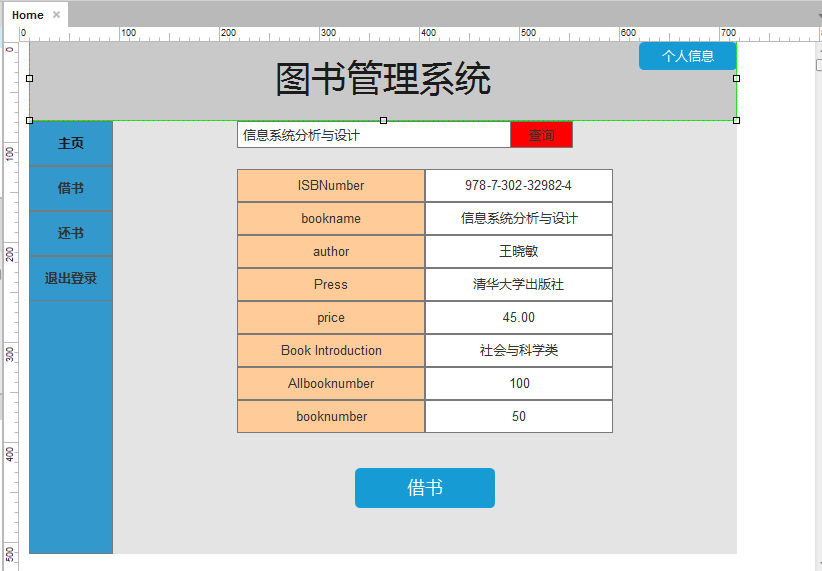 Home
0 100 200 300 400 500 600 700
0
100
200
300
400
500
图书管理系统
个人信息
主页
借书
还书
退出登录
信息系统分析与设计 查询
ISBNumber 978-7-302-32982-4
bookname 信息系统分析与设计
author 王晓敏
Press 清华大学出版社
price 45.00
Book Introduction 社会与科学类
Allbooknumber 100
booknumber 50
借书